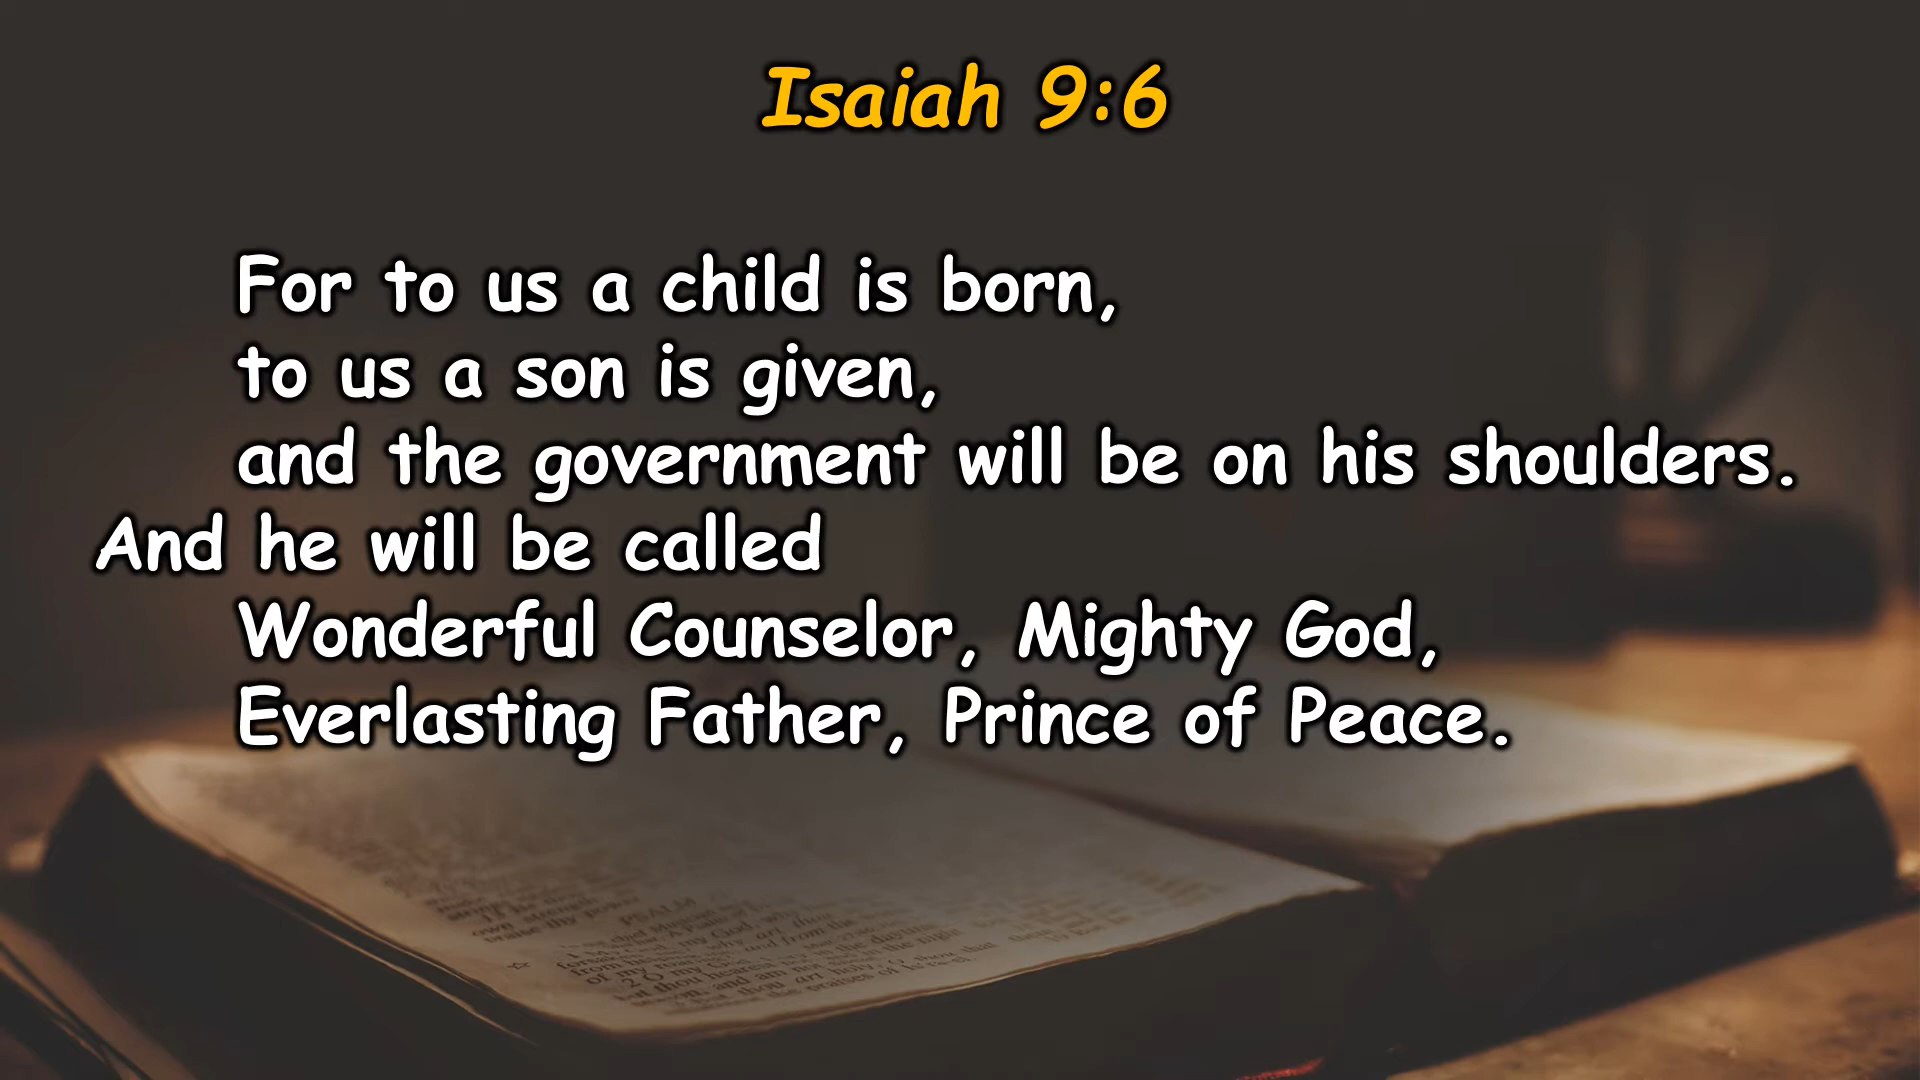 Isaiah 9:6
For to us a child is born,
to us a son is given,
and the government will be on his shoulders.
And he will be called
Wonderful Counselor, Mighty God,
Everlasting Father, Prince of Peace.
PSALM